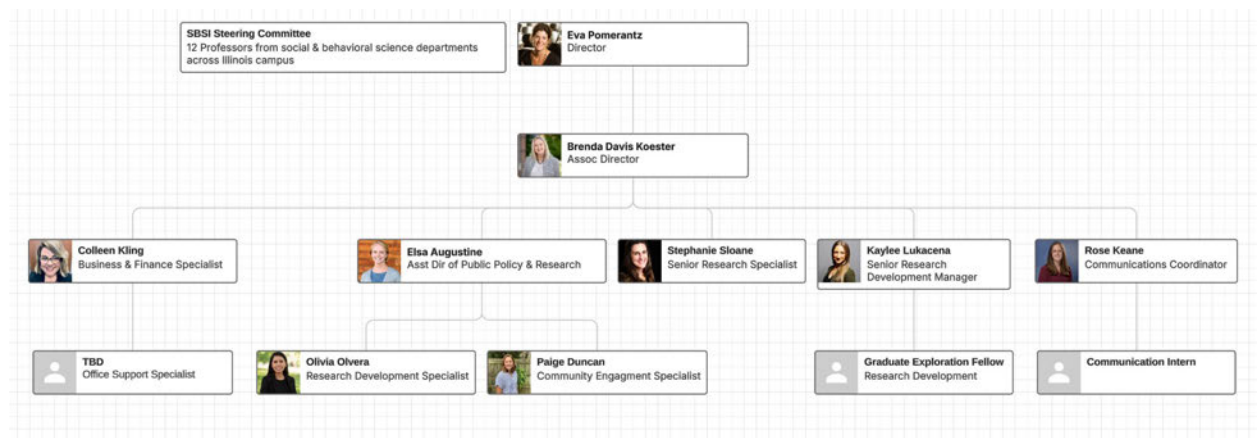 SBSI Steering Committee
12 Professors from social & behavioral science departments
across Illinois campus
Eva Pomerantz
Director
Brenda Davis Koester
Assoc Director
Colleen Kling
Business & Finance Specialist
Elsa Augustine
Asst Dir of Public Policy & Research
Stephanie Sloane
Senior Research Specialist
Kaylee Lukacena
Senior Research
Development Manager
Rose Keane
Communications Coordinator
TBD
Office Support Specialist
Olivia Olvera
Research Development Specialist
Paige Duncan
Community Engagment Specialist
Graduate Exploration Fellow
Research Development
Communication Intern